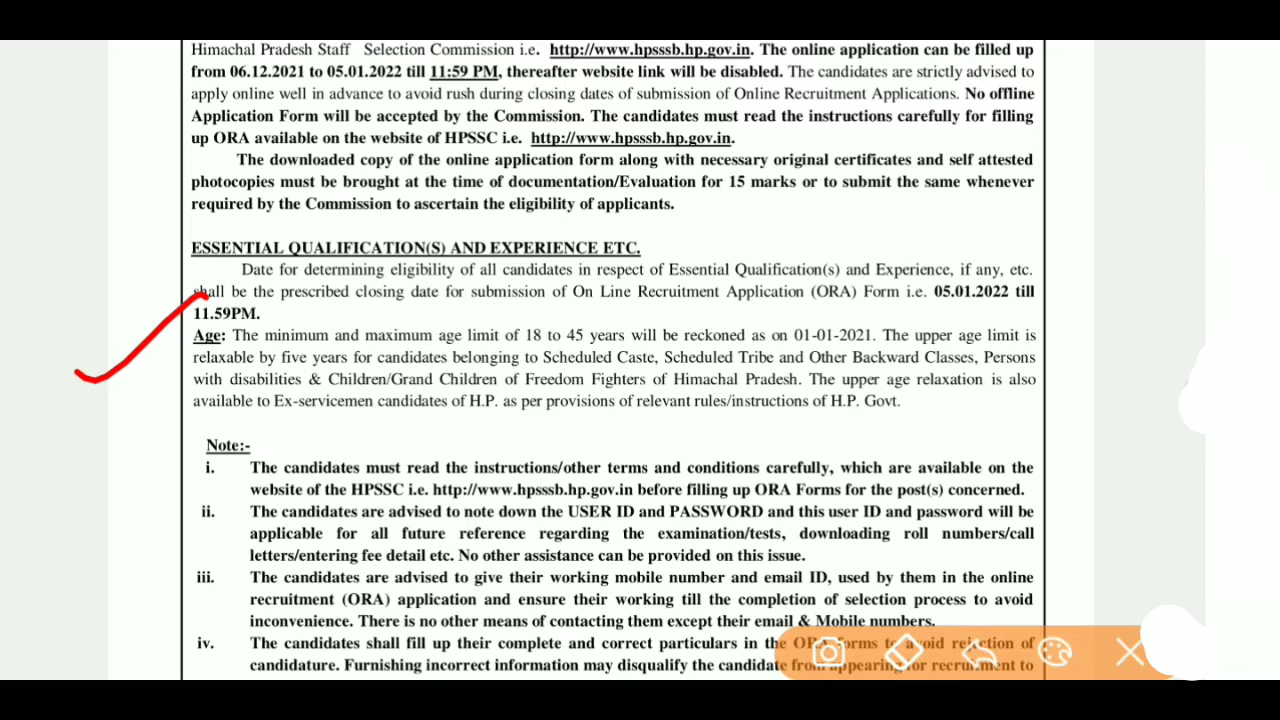 Himachal Pradesh Staff Selection Commission i.e. http://www.hpsssb.hp.gov.in. The online application can be filled up
from 06.12.2021 to 05.01.2022 till 11:59 PM, thereafter website link will be disabled. The candidates are strictly advised to
apply online well in advance to avoid rush during closing dates of submission of Online Recruitment Applications. No offline
Application Form will be accepted by the Commission. The candidates must read the instructions carefully for filling
up ORA available on the website of HPSSC i.e. http://www.hpsssb.hp.gov.in.
The downloaded copy of the online application form along with necessary original certificates and self attested
photocopies must be brought at the time of documentation/Evaluation for 15 marks or to submit the same whenever
required by the Commission to ascertain the eligibility of applicants.
ESSENTIAL QUALIFICATION(S) AND EXPERIENCE ETC.
Date for determining eligibility of all candidates in respect of Essential Qualification(s) and Experience, if any, etc.
shall be the prescribed closing date for submission of On Line Recruitment Application (ORA) Form i.e. 05.01.2022 till
11.59PM.
Age: The minimum and maximum age limit of 18 to 45 years will be reckoned as on 01-01-2021. The upper age limit is
relaxable by five years for candidates belonging to Scheduled Caste, Scheduled Tribe and Other Backward Classes, Persons
with disabilities & Children/Grand Children of Freedom Fighters of Himachal Pradesh. The upper age relaxation is also
available to Ex-servicemen candidates of H.P. as per provisions of relevant rules/instructions of H.P. Govt.
Note:-
i. The candidates must read the instructions/other terms and conditions carefully, which are available on the
website of the HPSSC i.e. http://www.hpsssb.hp.gov.in before filling up ORA Forms for the post(s) concerned.
ii. The candidates are advised to note down the USER ID and PASSWORD and this user ID and password will be
applicable for all future reference regarding the examination/tests, downloading roll numbers/call
letters/entering fee detail etc. No other assistance can be provided on this issue.
iii. The candidates are advised to give their working mobile number and email ID, used by them in the online
recruitment (ORA) application and ensure their working till the completion of selection process to avoid
inconvenience. There is no other means of contacting them except their email & Mobile numbers.
iv. The candidates shall fill up their complete and correct particulars in the ORA forms to avoid rejection of
candidature. Furnishing incorrect information may disqualify the candidate from appearing for recruitment to